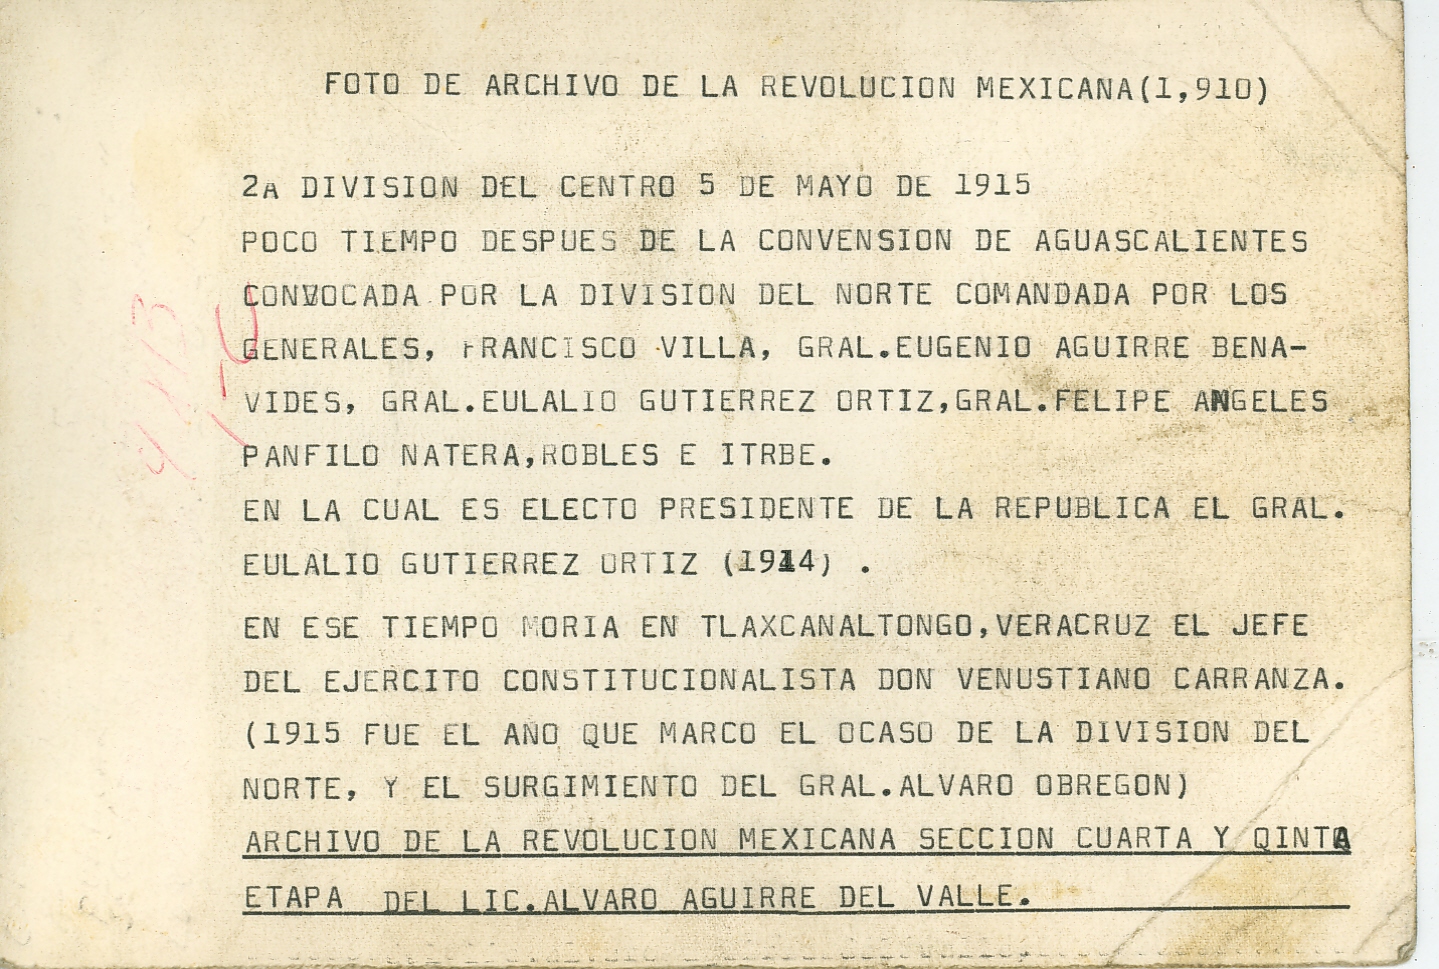 FOTO DE ARCHIVO DE LA REVOLUCION MEXICANA(1,910)
2A DIVISION DEL CENTRO 5 DE MAYO DE 1915
POCO TIEMPO DESPUES DE LA CONVENSION DE AGUASCALIENTES
CONVOCADA POR LA DIVISION DEL NORTE COMANDADA POR LOS
GENERALES, FRANCISCO VILLA, GRAL.EUGENIO AGUIRRE BENA-
VIDES, GRAL.EULALIO GUTIERREZ ORTIZ,GRAL.FELIPE ANGELES
PANFILO NATERA,ROBLES E ITRBE.
EN LA CUAL ES ELECTO PRESIDENTE DE LA REPUBLICA EL GRAL.
EULALIO GUTIERREZ ORTIZ (1914) .
EN ESE TIEMPO MORIA EN TLAXCANALTONGO,VERACRUZ EL JEFE
DEL EJERCITO CONSTITUCIONALISTA DON VENUSTIANO CARRANZA.
(1915 FUE EL AÑO QUE MARCO EL OCASO DE LA DIVISION DEL
NORTE, Y EL SURGIMIENTO DEL GRAL.ALVARO OBREGON)
ARCHIVO DE LA REVOLUCION MEXICANA SECCION CUARTA Y QINTA
ETAPA DEL LIC.ALVARO AGUIRRE DEL VALLE.